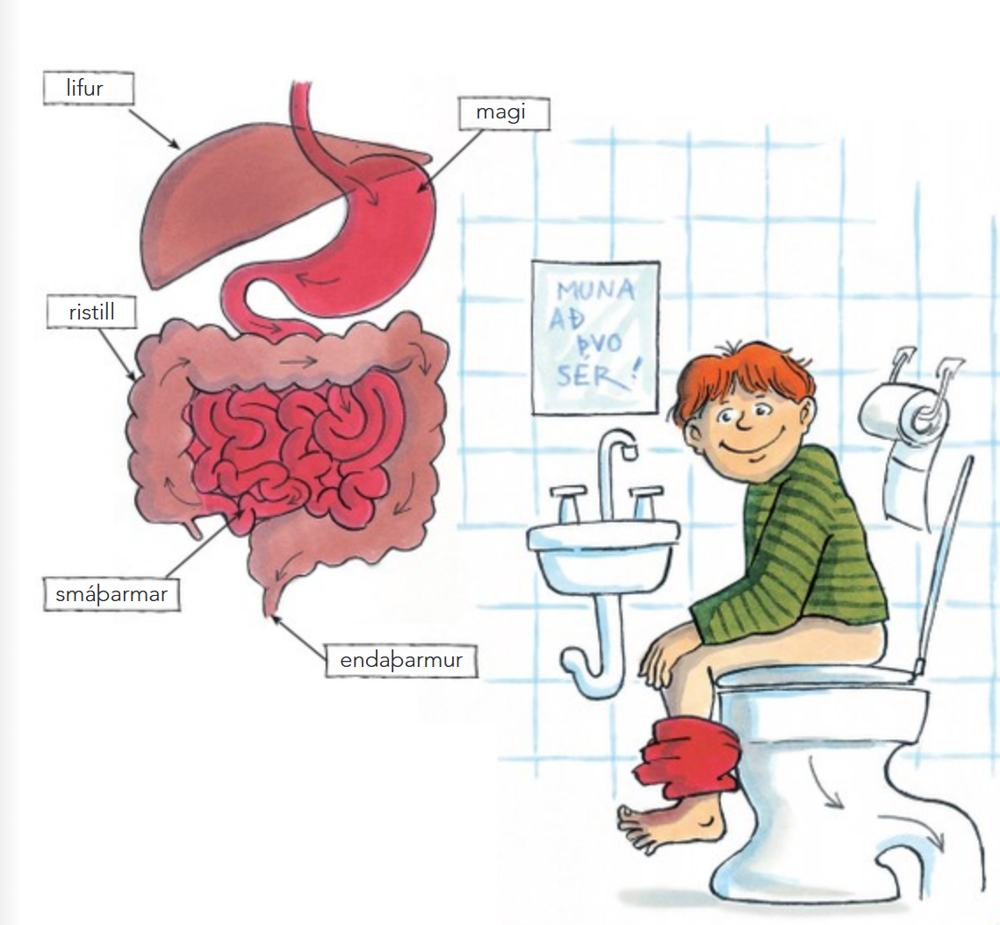 lifur
magi
ristill
MUNA
AÐ
ÞVO
SÉR!
smáþarmar
endaþarmur